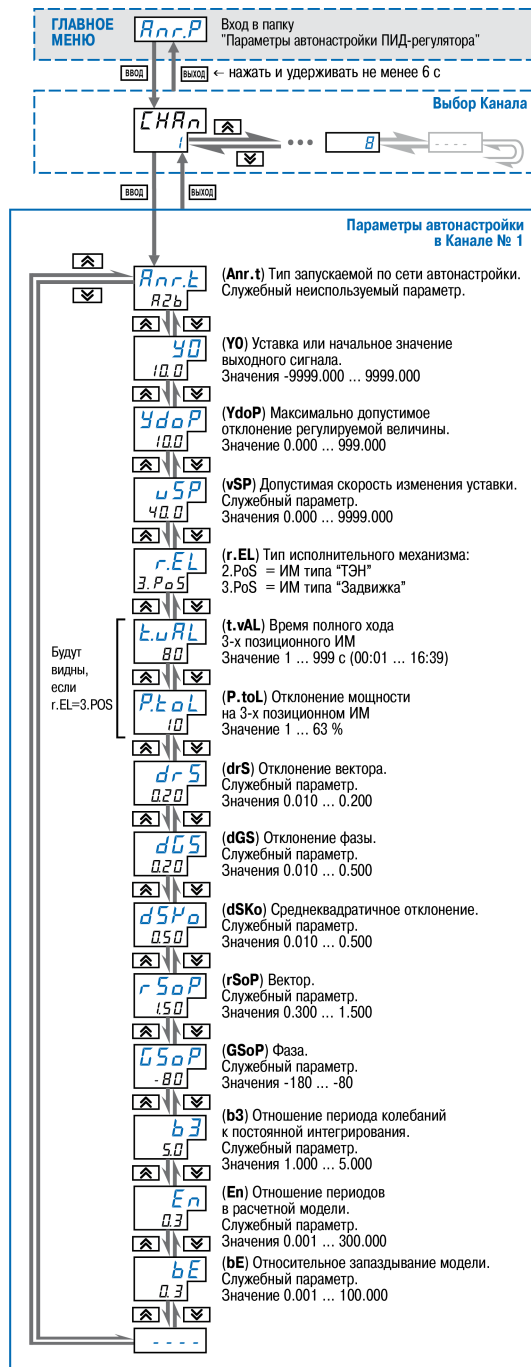 ГЛАВНОЕ
МЕНЮ
Anr.P
Вход в папку
"Параметры автонастройки ПИД-регулятора"
ВВОД
ВЫХОД
← нажать и удерживать не менее 6 с
Выбор Канала
CHAn
1
•••
8
----
ВВОД
ВЫХОД
Параметры автонастройки
в Канале № 1
Anr.t
A2b
(Anr.t) Тип запускаемой по сети автонастройки.
Служебный неиспользуемый параметр.
Y0
10.0
(Y0) Уставка или начальное значение
выходного сигнала.
Значения -9999.000 ... 9999.000
YdoP
10.0
(YdoP) Максимально допустимое
отклонение регулируемой величины.
Значение 0.000 ... 999.000
vSP
40.0
(vSP) Допустимая скорость изменения уставки.
Служебный параметр.
Значения 0.000 ... 9999.000
r.EL
3.PoS
(r.EL) Тип исполнительного механизма:
2.PoS = ИМ типа “ТЭН”
3.PoS = ИМ типа “Задвижка”
Будут
видны,
если
r.EL=3.POS
t.vAL
80
(t.vAL) Время полного хода
3-х позиционного ИМ
Значение 1 ... 999 с (00:01 ... 16:39)
P.toL
10
(P.toL) Отклонение мощности
на 3-х позиционном ИМ
Значение 1 ... 63 %
drS
0.20
(drS) Отклонение вектора.
Служебный параметр.
Значения 0.010 ... 0.200
dGS
0.20
(dGS) Отклонение фазы.
Служебный параметр.
Значения 0.010 ... 0.500
dSKo
0.50
(dSKo) Среднеквадратичное отклонение.
Служебный параметр.
Значения 0.010 ... 0.500
rSoP
1.50
(rSoP) Вектор.
Служебный параметр.
Значения 0.300 ... 1.500
GSoP
-80
(GSoP) Фаза.
Служебный параметр.
Значения -180 ... -80
b3
5.0
(b3) Отношение периода колебаний
к постоянной интегрирования.
Служебный параметр.
Значения 1.000 ... 5.000
En
0.3
(En) Отношение периодов
в расчетной модели.
Служебный параметр.
Значения 0.001 ... 300.000
bE
0.3
(bE) Относительное запаздывание модели.
Служебный параметр.
Значение 0.001 ... 100.000
----